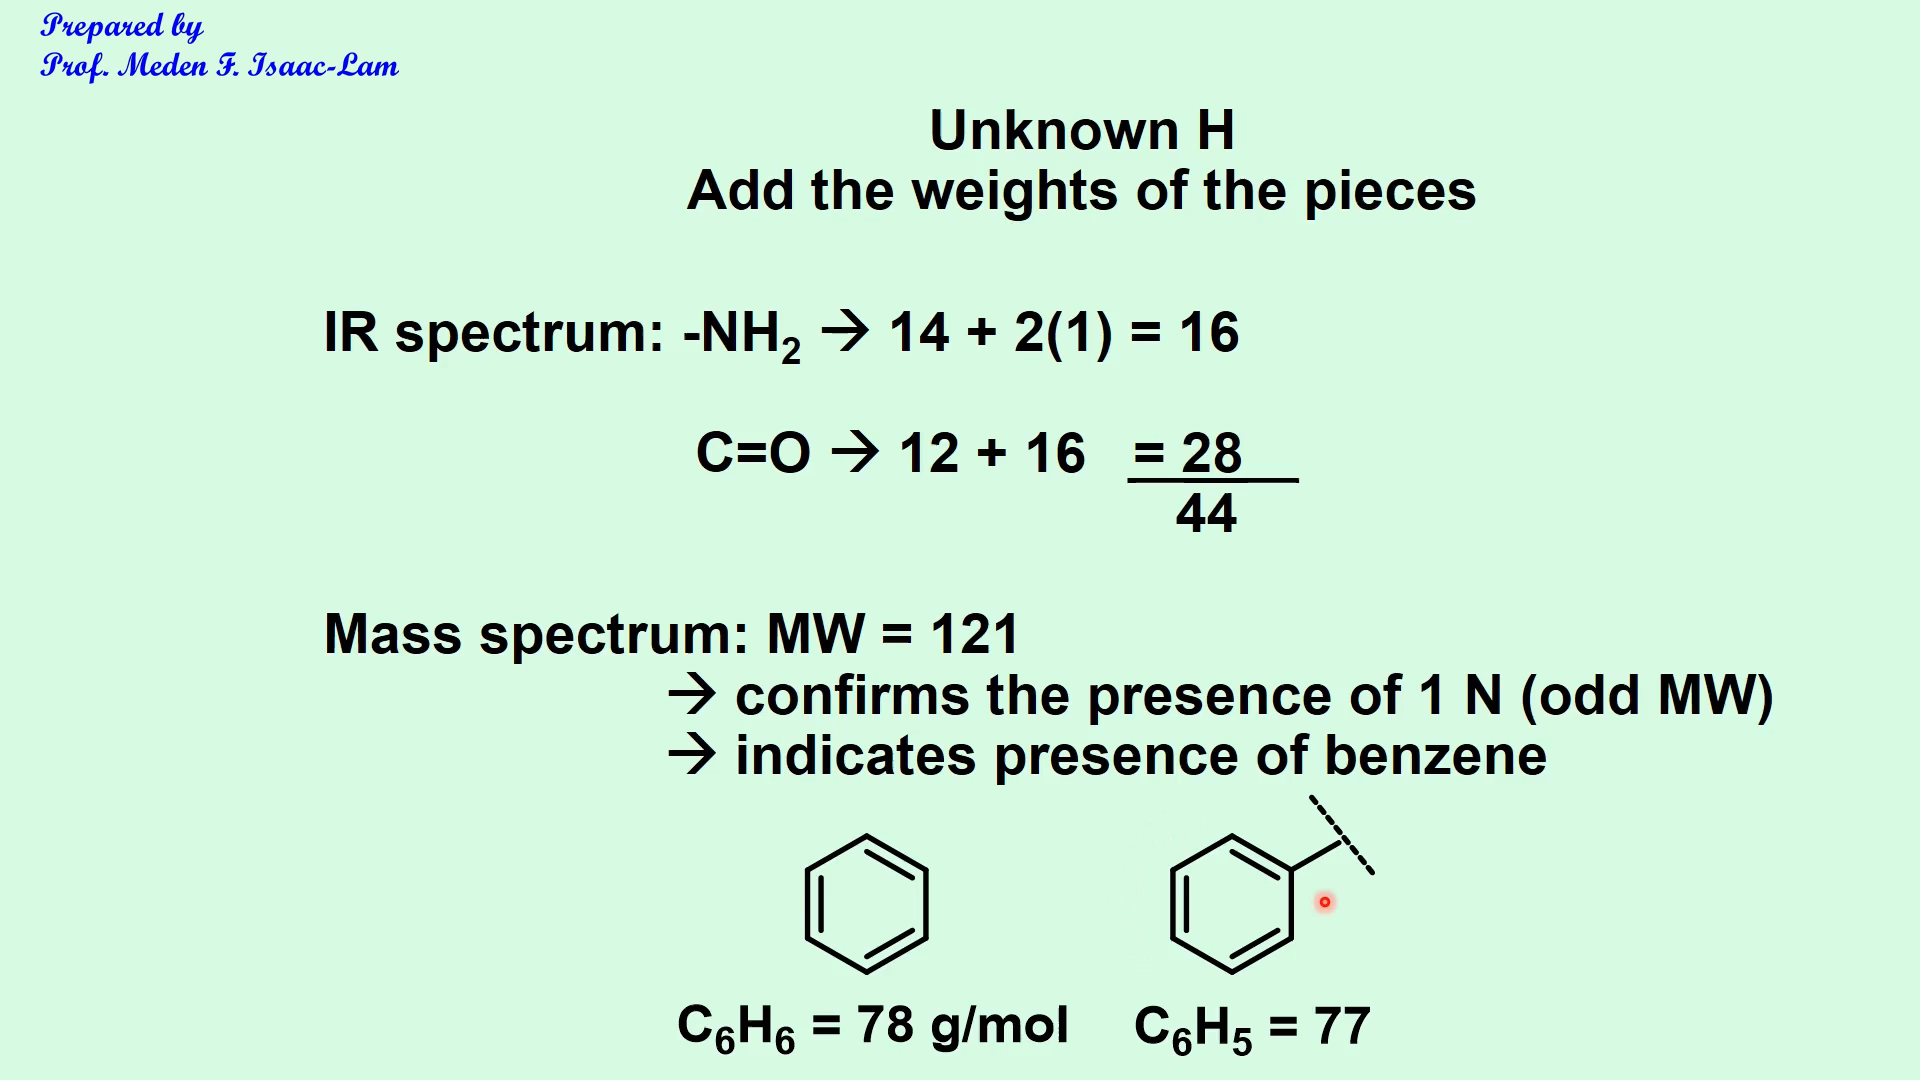 Prepared by
Prof. Meden F. Isaac-Lam
Unknown H
Add the weights of the pieces
IR spectrum: -NH₂ → 14 + 2(1) = 16
C=O → 12 + 16 = 28
44
Mass spectrum: MW = 121
→ confirms the presence of 1 N (odd MW)
→ indicates presence of benzene
C₆H₆ = 78 g/mol
C₆H₅ = 77